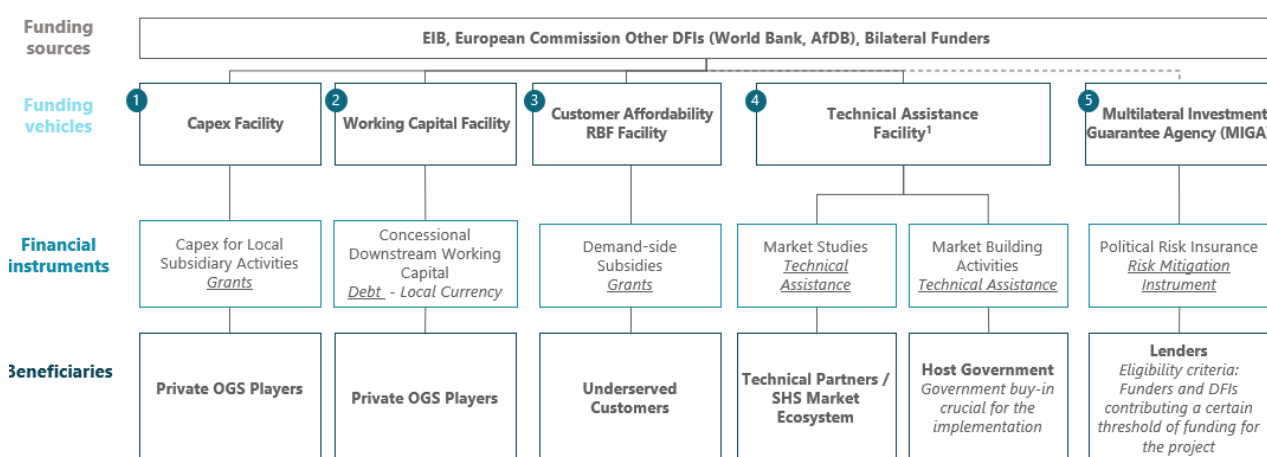 Funding
sources
EIB, European Commission Other DFIs (World Bank, AfDB), Bilateral Funders
Funding
vehicles
1
Capex Facility
2
Working Capital Facility
3
Customer Affordability
RBF Facility
4
Technical Assistance
Facility1
5
Multilateral Investment
Guarantee Agency (MIGA)
Financial
instruments
Capex for Local
Subsidiary Activities
Grants
Concessional
Downstream Working
Capital
Debt - Local Currency
Demand-side
Subsidies
Grants
Market Studies
Technical
Assistance
Market Building
Activities
Technical Assistance
Political Risk Insurance
Risk Mitigation
Instrument
Beneficiaries
Private OGS Players
Private OGS Players
Underserved
Customers
Technical Partners /
SHS Market
Ecosystem
Host Government
Government buy-in
crucial for the
implementation
Lenders
Eligibility criteria:
Funders and DFIs
contributing a certain
threshold of funding for
the project